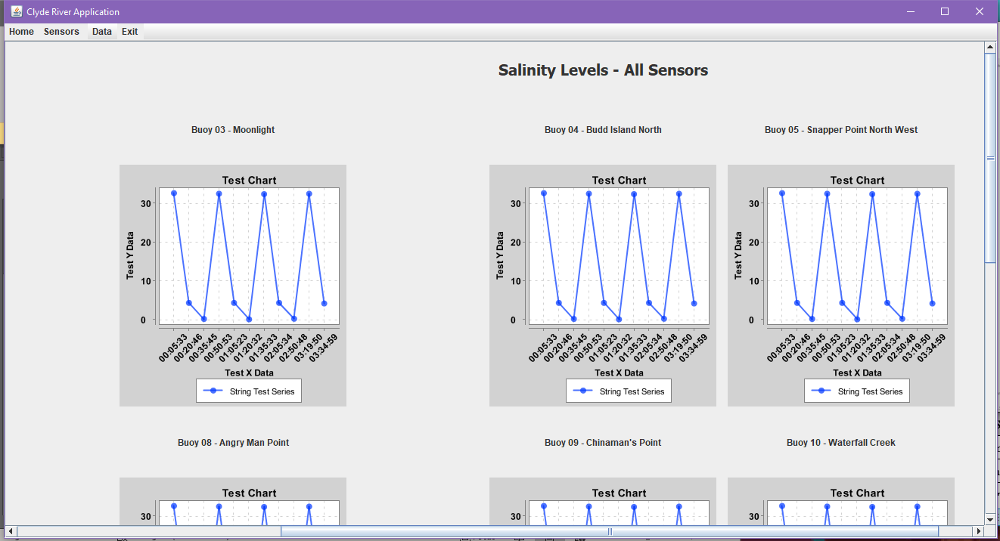 Clyde River Application
Home Sensors Data Exit
Salinity Levels - All Sensors
Buoy 03 - Moonlight
Test Chart
Test Y Data
30
20
10
0
00:05:33
00:20:46
00:35:45
00:50:53
01:05:23
01:20:32
01:35:33
02:05:34
02:50:48
03:19:50
03:34:59
Test X Data
String Test Series
Buoy 04 - Budd Island North
Test Chart
Test Y Data
30
20
10
0
00:05:33
00:20:46
00:35:45
00:50:53
01:05:23
01:20:32
01:35:33
02:05:34
02:50:48
03:19:50
03:34:59
Test X Data
String Test Series
Buoy 05 - Snapper Point North West
Test Chart
Test Y Data
30
20
10
0
00:05:33
00:20:46
00:35:45
00:50:53
01:05:23
01:20:32
01:35:33
02:05:34
02:50:48
03:19:50
03:34:59
Test X Data
String Test Series
Buoy 08 - Angry Man Point
Test Chart
30
Buoy 09 - Chinaman's Point
Test Chart
30
Buoy 10 - Waterfall Creek
Test Chart
30